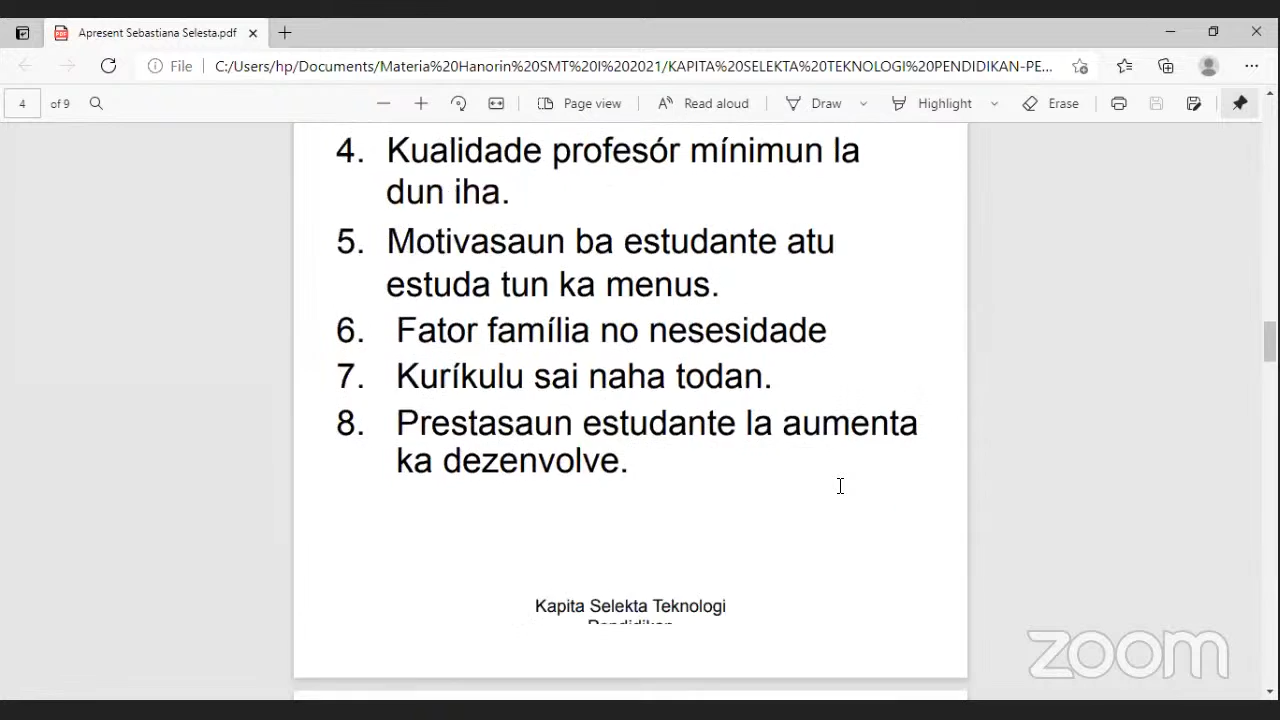 Apresent Sebastiana Selesta.pdf
File
C:/Users/hp/Documents/Materia%20Hanorin%20SMT%20I%202021/KAPITA%20SELEKTA%20TEKNOLOGI%20PENDIDIKAN-PE...
4 of 9
Page view
Read aloud
Draw
Highlight
Erase
4. Kualidade profesór mínimun la
dun iha.
5. Motivasaun ba estudante atu
estuda tun ka menus.
6. Fator família no nesesidade
7. Kuríkulu sai naha todan.
8. Prestasaun estudante la aumenta
ka dezenvolve.
Kapita Selekta Teknologi
Pendidikan
zoom